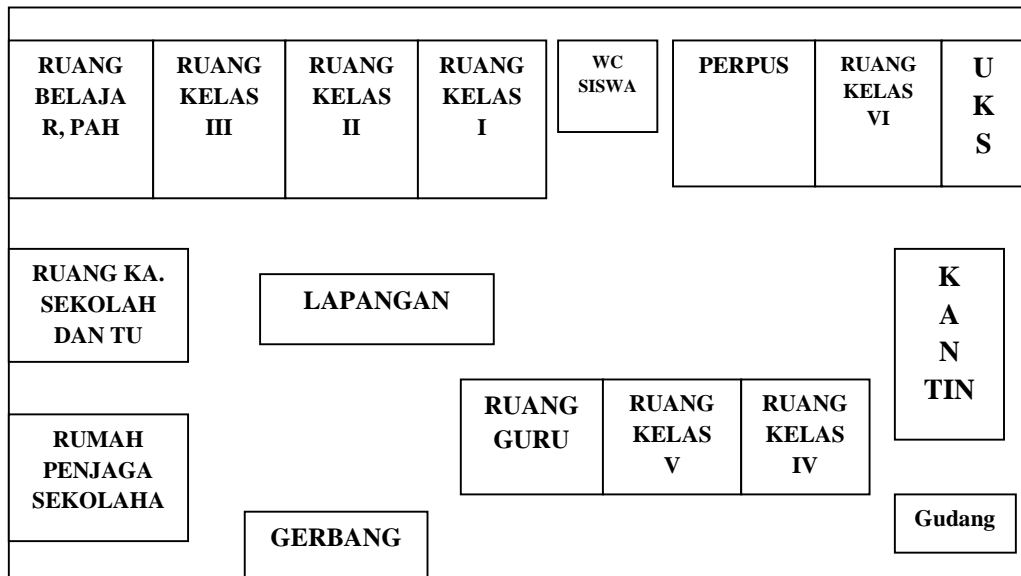 RUANG
BELAJA
R, PAH
RUANG
KELAS
III
RUANG
KELAS
II
RUANG
KELAS
I
WC
SISWA
PERPUS
RUANG
KELAS
VI
U
K
S
RUANG KA.
SEKOLAH
DAN TU
LAPANGAN
K
A
N
TIN
RUANG
GURU
RUANG
KELAS
V
RUANG
KELAS
IV
RUMAH
PENJAGA
SEKOLAHA
GERBANG
Gudang